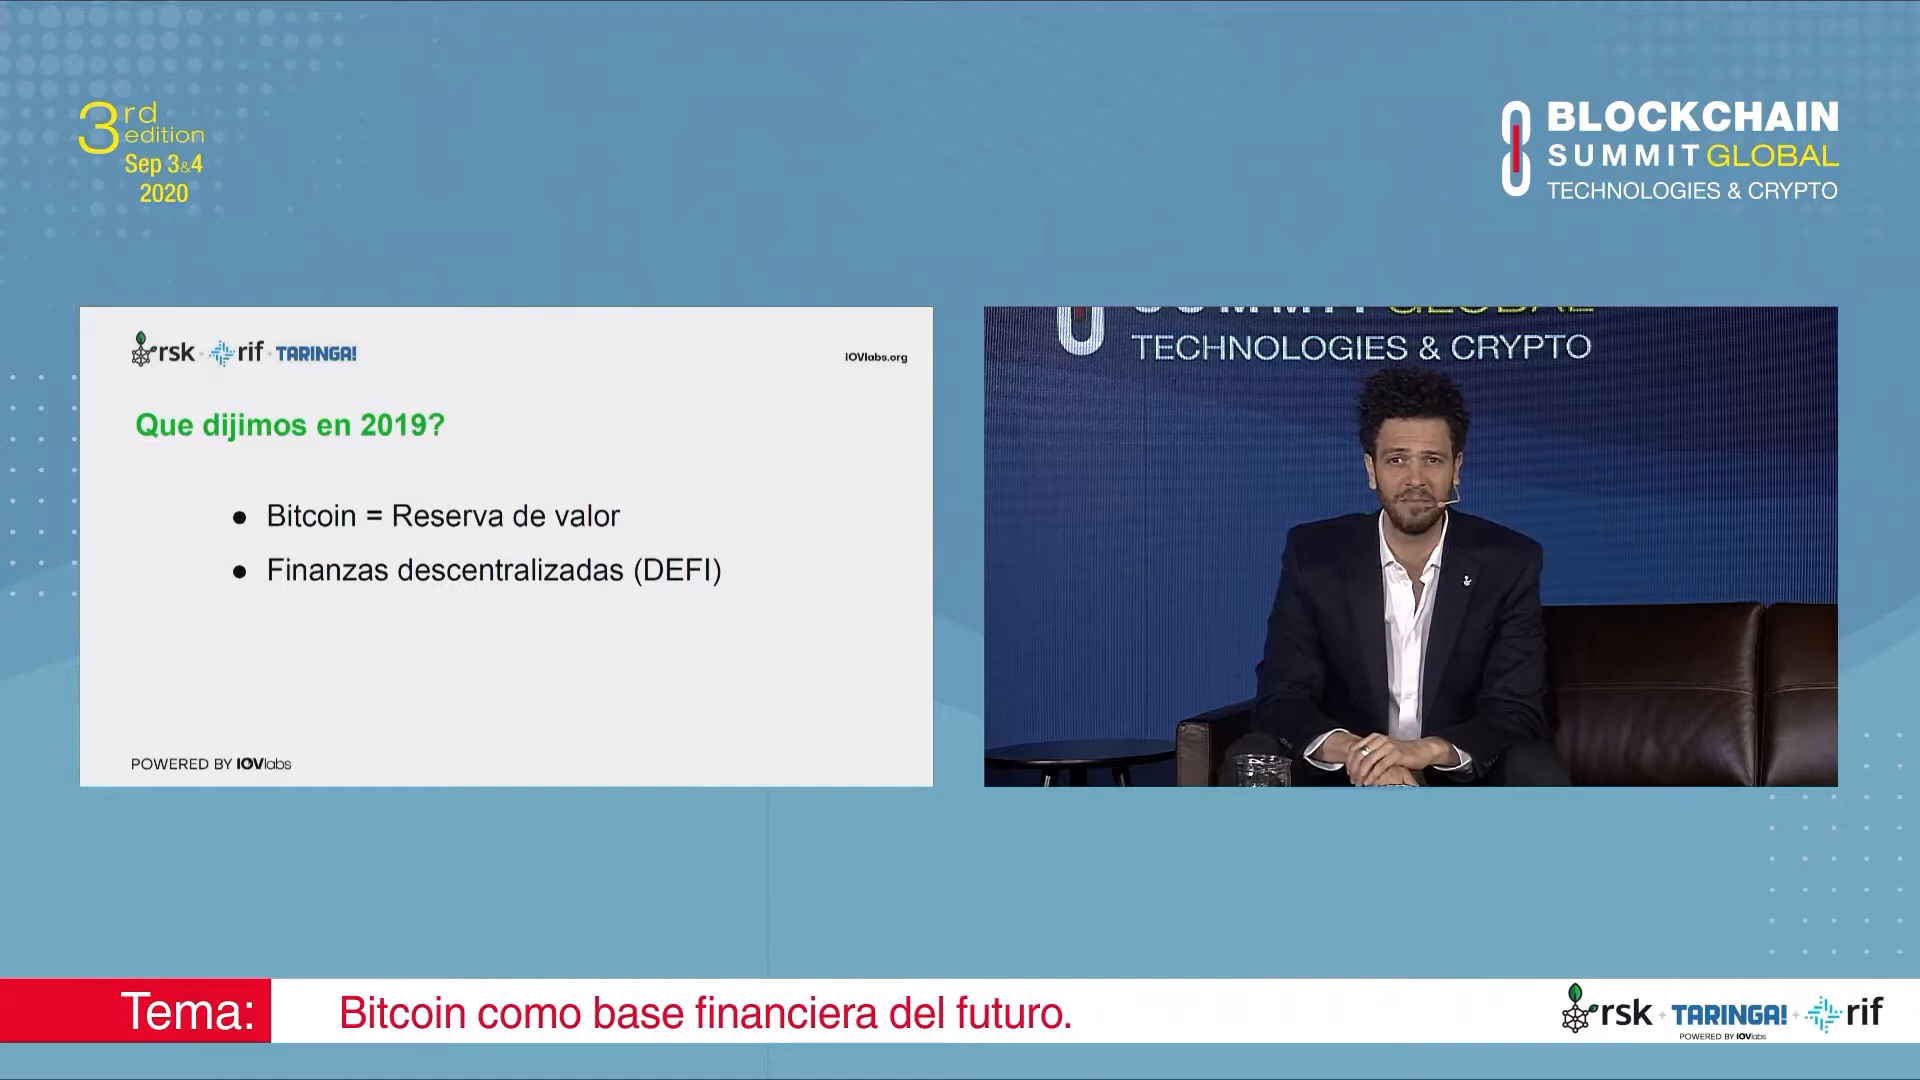 3rd
edition
Sep 3&4
2020
BLOCKCHAIN
SUMMIT GLOBAL
TECHNOLOGIES & CRYPTO
rsk + rif + TARINGA!
IOVlabs.org
Que dijimos en 2019?
● Bitcoin = Reserva de valor
● Finanzas descentralizadas (DEFI)
POWERED BY IOVlabs
SUMMIT GLOBAL
TECHNOLOGIES & CRYPTO
Tema:
Bitcoin como base financiera del futuro.
rsk + TARINGA! + rif
POWERED BY IOVlabs